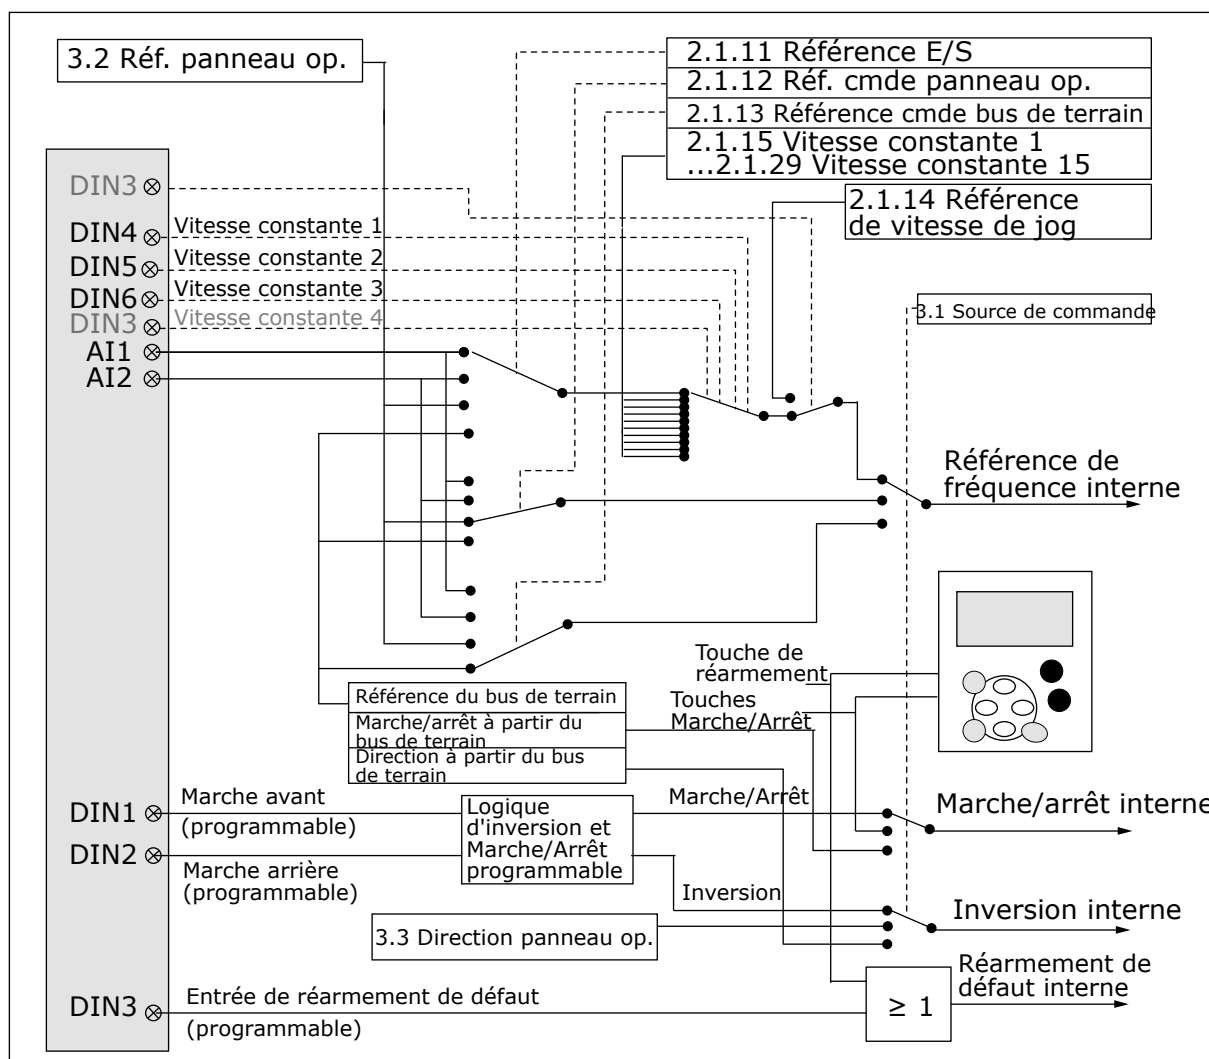 3.2 Réf. panneau op.
2.1.11 Référence E/S
2.1.12 Réf. cmde panneau op.
2.1.13 Référence cmde bus de terrain
2.1.15 Vitesse constante 1
...2.1.29 Vitesse constante 15
2.1.14 Référence
de vitesse de jog
3.1 Source de commande
DIN3
DIN4
Vitesse constante 1
DIN5
Vitesse constante 2
DIN6
Vitesse constante 3
DIN3
Vitesse constante 4
AI1
AI2
Référence de
fréquence interne
Touche de
réarmement
Touches
Marche/Arrêt
Référence du bus de terrain
Marche/arrêt à partir du
bus de terrain
Direction à partir du bus
de terrain
DIN1
Marche avant
(programmable)
DIN2
Marche arrière
(programmable)
Logique
d'inversion et
Marche/Arrêt
programmable
Marche/Arrêt
Marche/arrêt interne
Inversion
Inversion interne
3.3 Direction panneau op.
Réarmement de
défaut interne
DIN3
Entrée de réarmement de défaut
(programmable)
≥ 1